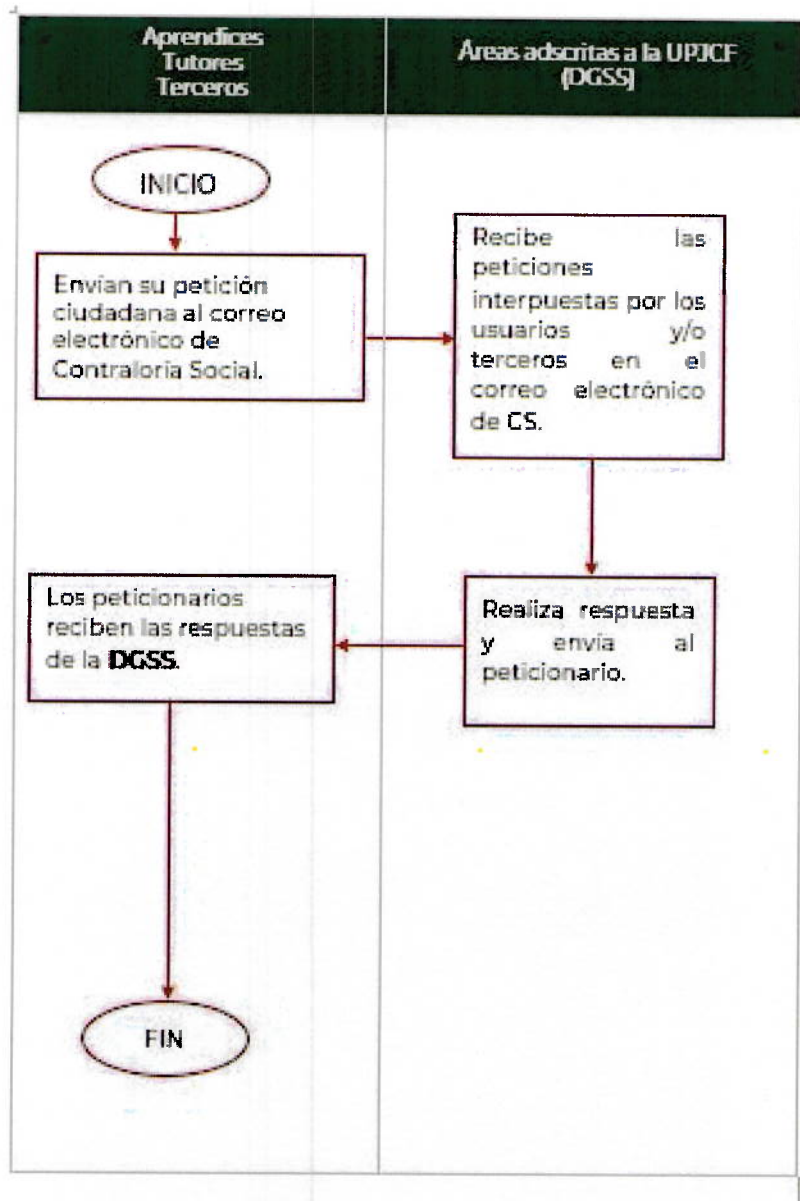 Aprendices
Tutores
Terceros
Áreas adscritas a la UPJCF
(DGSS)
INICIO
Envían su petición
ciudadana al correo
electrónico de
Contraloría Social.
Recibe las
peticiones
interpuestas por los
usuarios y/o
terceros en el
correo electrónico
de CS.
Realiza respuesta
y envía al
peticionario.
Los peticionarios
reciben las respuestas
de la DGSS.
FIN